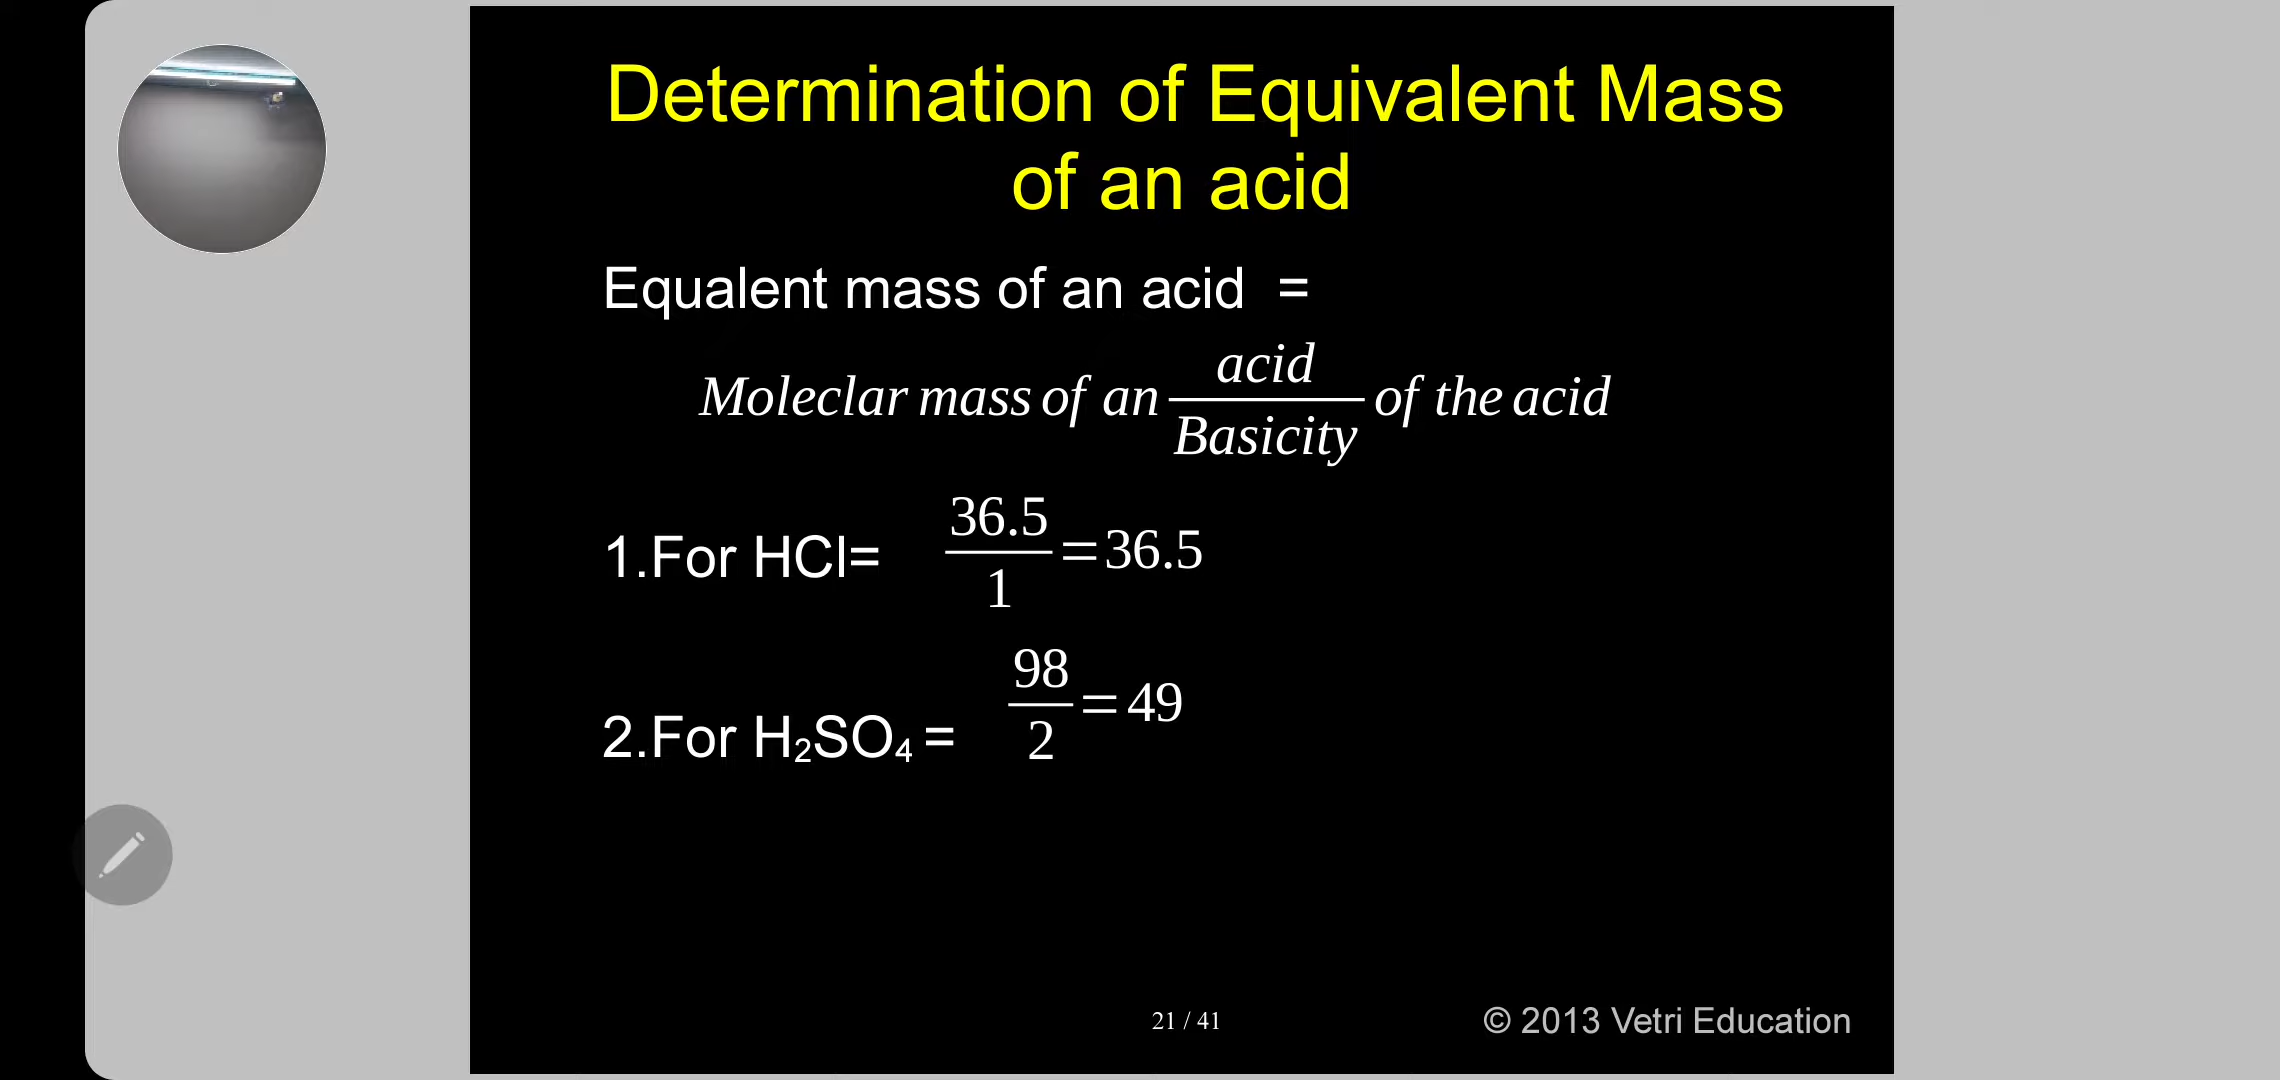 Determination of Equivalent Mass
of an acid
Equalent mass of an acid =
Moleclar mass of an acid/Basicity of the acid
1.For HCl= 36.5/1 = 36.5
2.For H₂SO₄ = 98/2 = 49
21 / 41
© 2013 Vetri Education